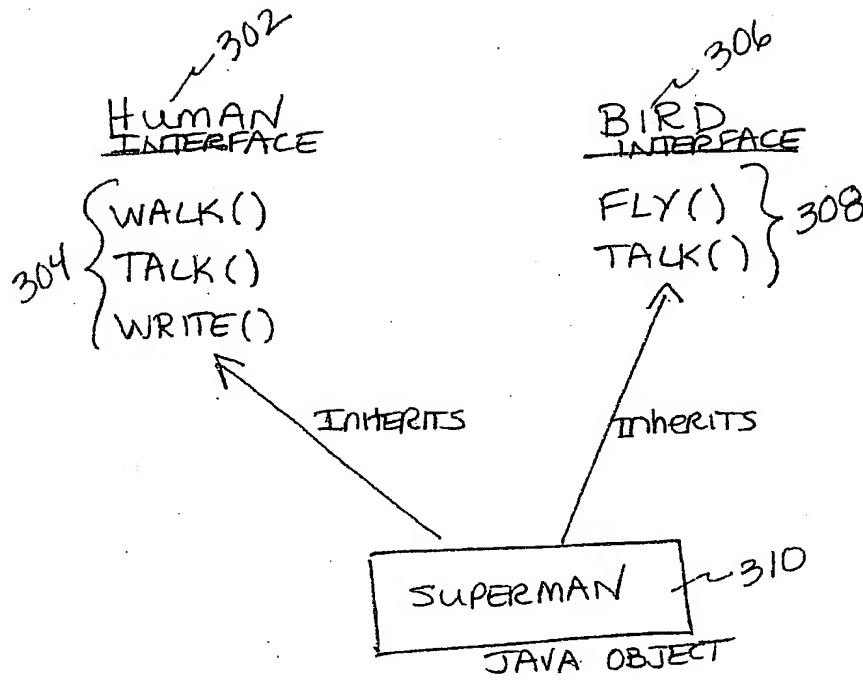 302
HUMAN
INTERFACE
304
WALK()
TALK()
WRITE()
306
BIRD
INTERFACE
FLY()
TALK()
308
INHERITS
InherITS
SUPERMAN
310
JAVA OBJECT